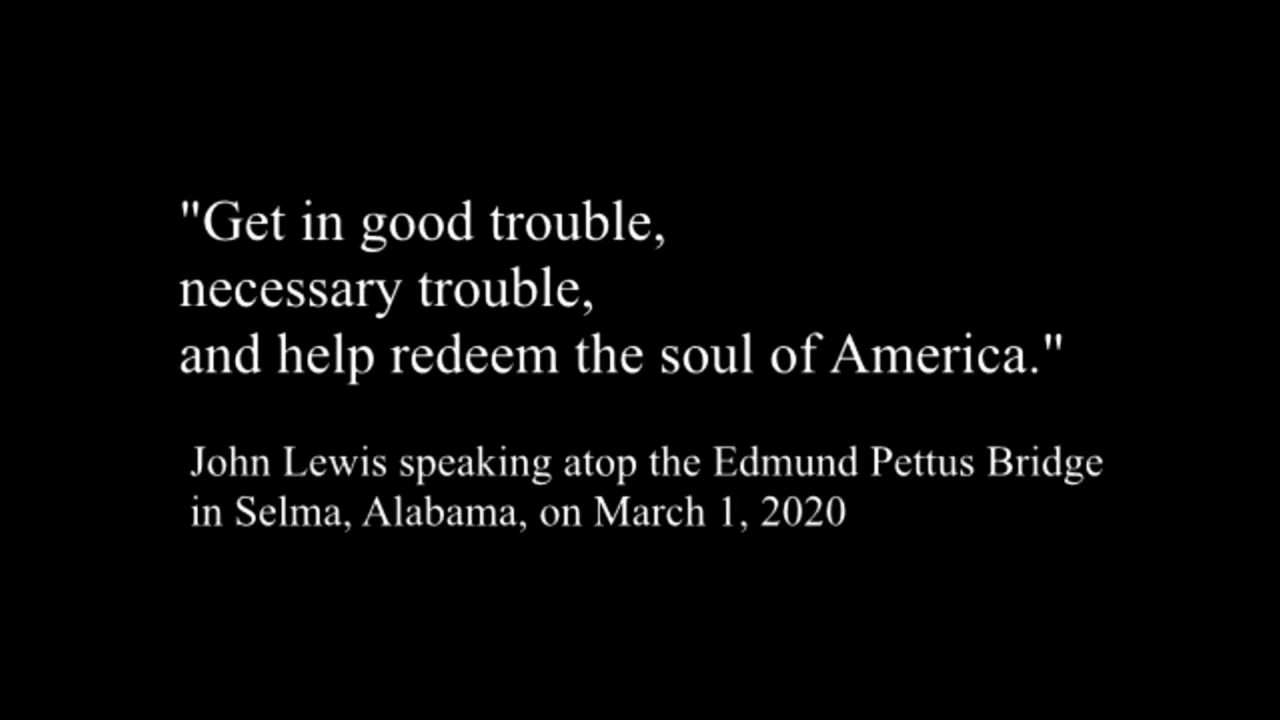 "Get in good trouble,
necessary trouble,
and help redeem the soul of America."
John Lewis speaking atop the Edmund Pettus Bridge
in Selma, Alabama, on March 1, 2020